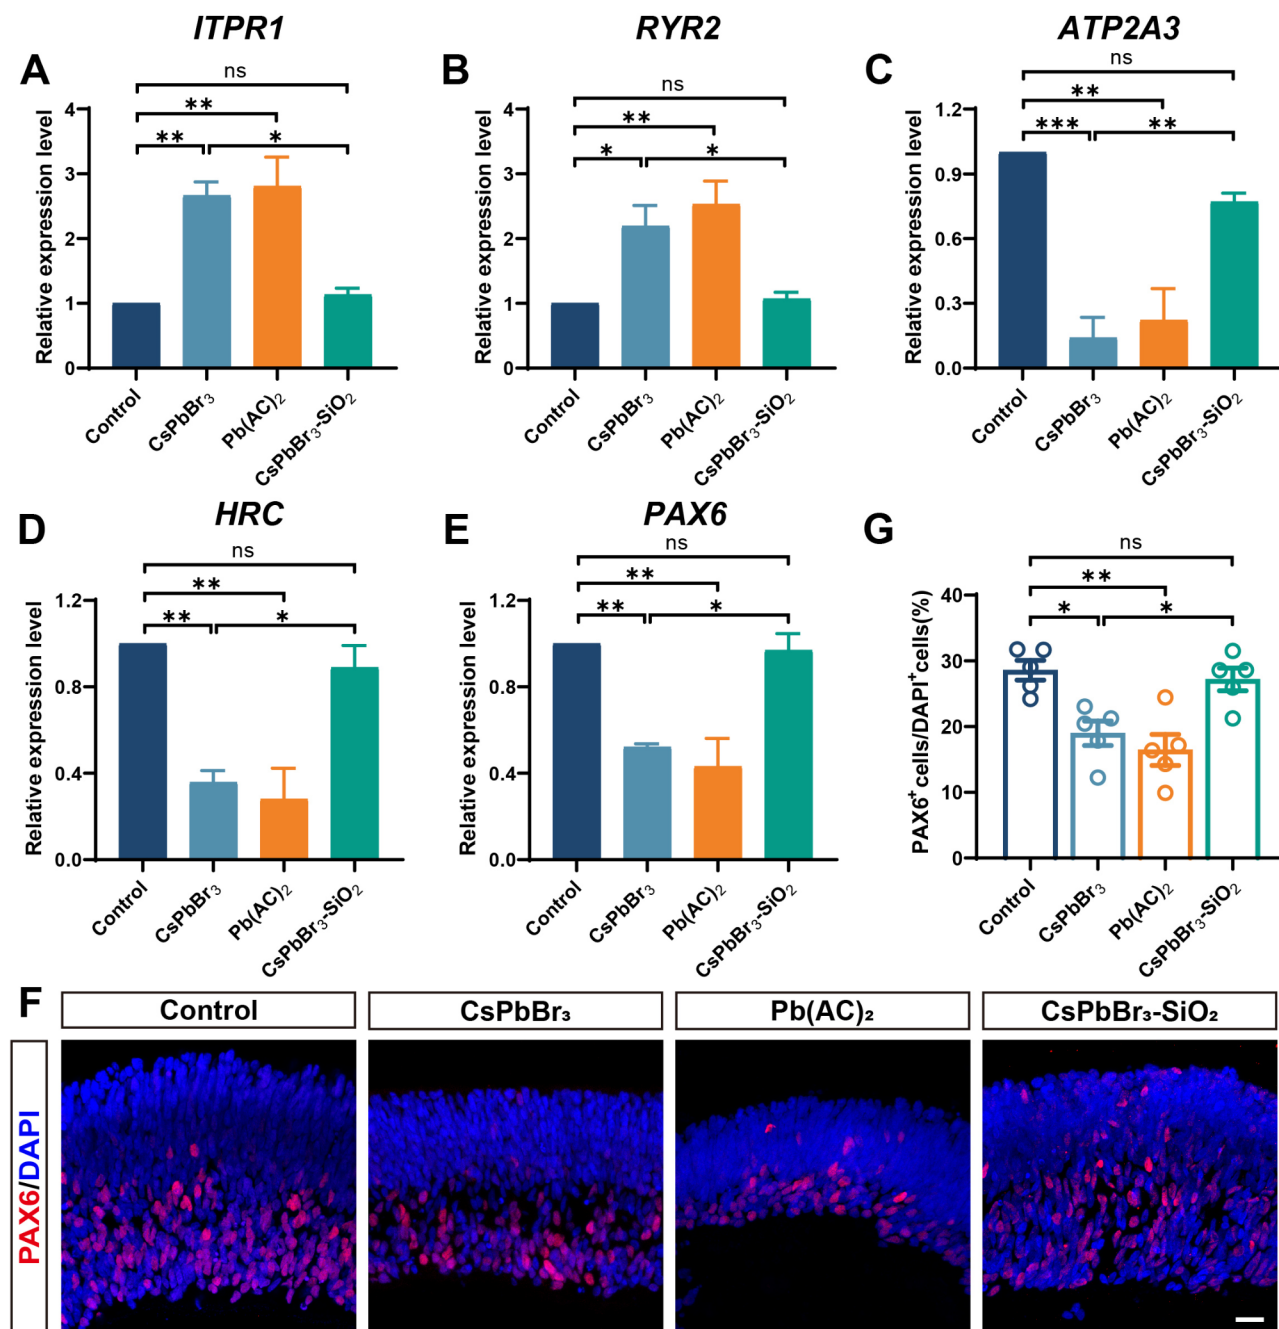 ITPR1
RYR2
ATP2A3
A
ns
**
**
*
Relative expression level
4
3
2
1
0
Control
CsPbBr₃
Pb(AC)₂
CsPbBr₃-SiO₂
B
ns
**
*
*
Relative expression level
4
3
2
1
0
Control
CsPbBr₃
Pb(AC)₂
CsPbBr₃-SiO₂
C
ns
**
***
**
Relative expression level
1.2
0.9
0.6
0.3
0.0
Control
CsPbBr₃
Pb(AC)₂
CsPbBr₃-SiO₂
D
HRC
ns
**
**
*
Relative expression level
1.2
0.8
0.4
0.0
Control
CsPbBr₃
Pb(AC)₂
CsPbBr₃-SiO₂
E
PAX6
ns
**
**
*
Relative expression level
1.2
0.8
0.4
0.0
Control
CsPbBr₃
Pb(AC)₂
CsPbBr₃-SiO₂
G
ns
**
*
*
PAX6⁺ cells/DAPI⁺cells(%)
40
30
20
10
0
Control
CsPbBr₃
Pb(AC)₂
CsPbBr₃-SiO₂
F
Control
CsPbBr₃
Pb(AC)₂
CsPbBr₃-SiO₂
PAX6/DAPI